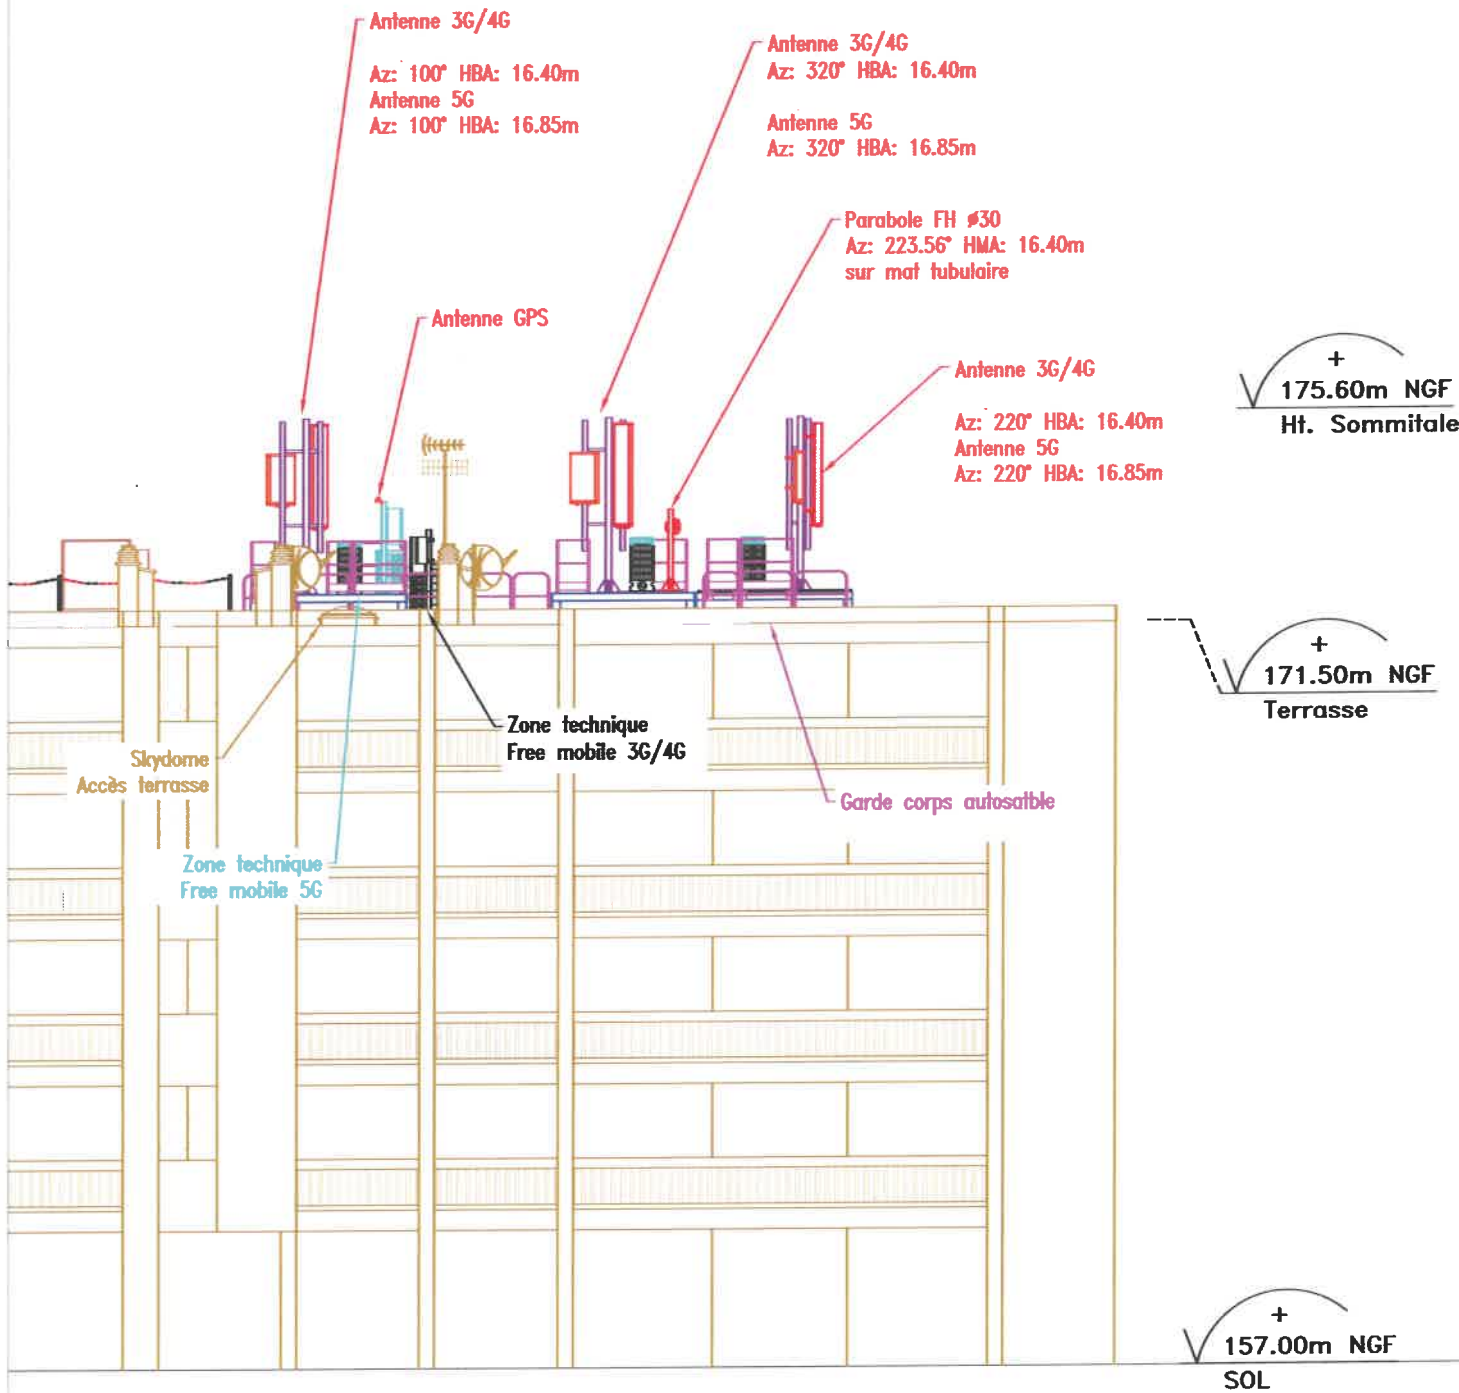 Antenne 3G/4G
Az: 100° HBA: 16.40m
Antenne 5G
Az: 100° HBA: 16.85m
Antenne 3G/4G
Az: 320° HBA: 16.40m
Antenne 5G
Az: 320° HBA: 16.85m
Parabole FH ø30
Az: 223.56° HMA: 16.40m
sur mat tubulaire
Antenne GPS
Antenne 3G/4G
Az: 220° HBA: 16.40m
Antenne 5G
Az: 220° HBA: 16.85m
+
175.60m NGF
Ht. Sommitale
+
171.50m NGF
Terrasse
Zone technique
Free mobile 3G/4G
Skydome
Accès terrasse
Garde corps autosatble
Zone technique
Free mobile 5G
+
157.00m NGF
SOL